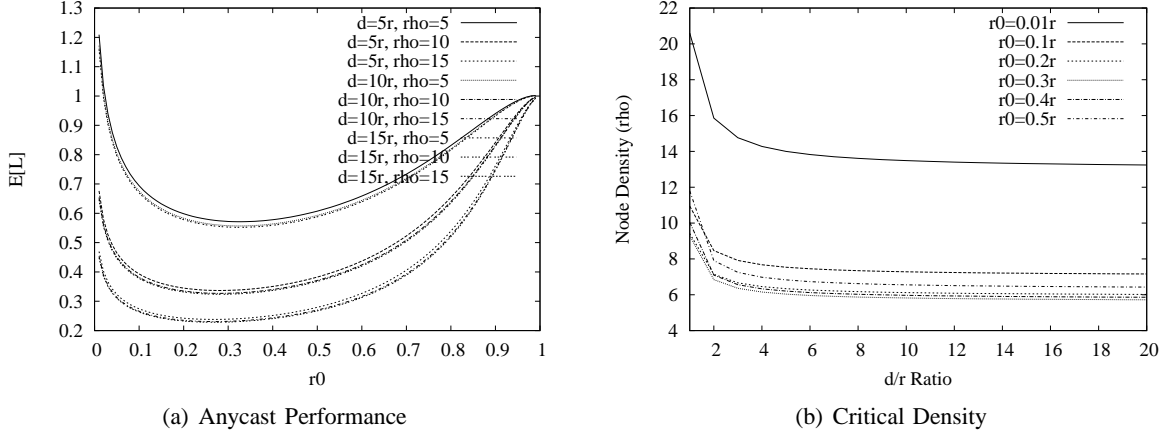 1.3
1.2
1.1
1
0.9
0.8
0.7
0.6
0.5
0.4
0.3
0.2
E[L]
0 0.1 0.2 0.3 0.4 0.5 0.6 0.7 0.8 0.9 1
r0
d=5r, rho=5
d=5r, rho=10
d=5r, rho=15
d=10r, rho=5
d=10r, rho=10
d=10r, rho=15
d=15r, rho=5
d=15r, rho=10
d=15r, rho=15
(a) Anycast Performance
22
20
18
16
14
12
10
8
6
4
Node Density (rho)
2 4 6 8 10 12 14 16 18 20
d/r Ratio
r0=0.01r
r0=0.1r
r0=0.2r
r0=0.3r
r0=0.4r
r0=0.5r
(b) Critical Density